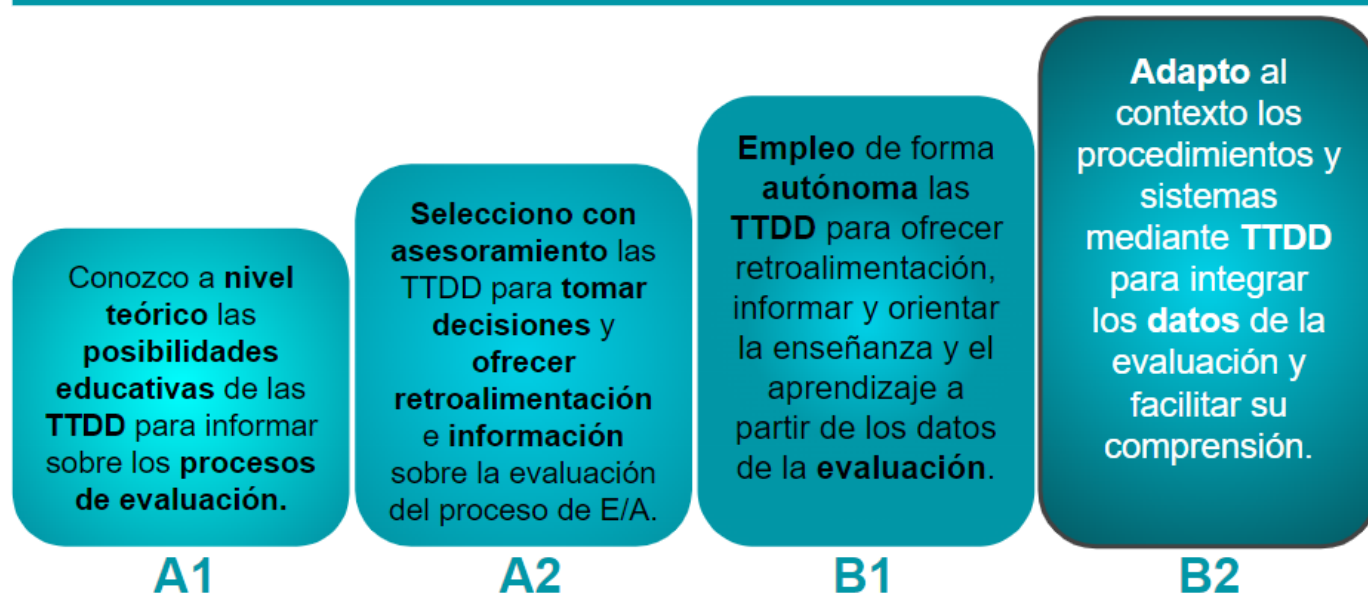 Conozco a nivel
teórico las
posibilidades
educativas de las
TTDD para informar
sobre los procesos
de evaluación.
A1
Selecciono con
asesoramiento las
TTDD para tomar
decisiones y
ofrecer
retroalimentación
e información
sobre la evaluación
del proceso de E/A.
A2
Empleo de forma
autónoma las
TTDD para ofrecer
retroalimentación,
informar y orientar
la enseñanza y el
aprendizaje a
partir de los datos
de la evaluación.
B1
Adapto al
contexto los
procedimientos y
sistemas
mediante TTDD
para integrar
los datos de la
evaluación y
facilitar su
comprensión.
B2